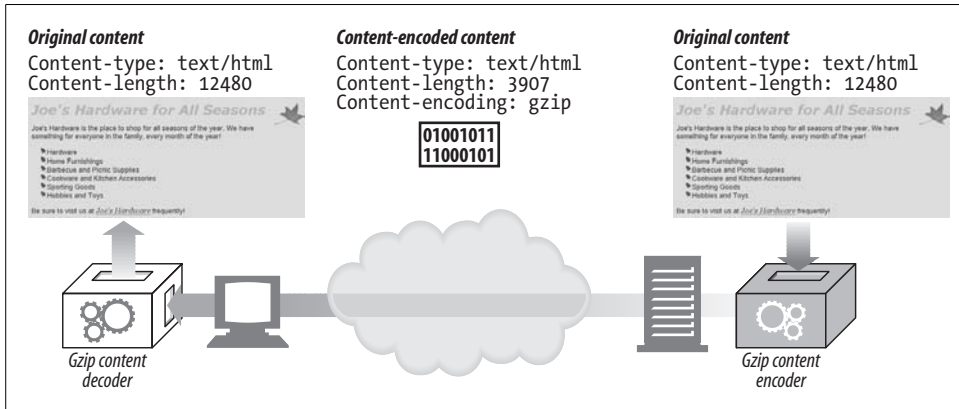 Original content
Content-type: text/html
Content-length: 12480
Joe's Hardware for All Seasons
Joe's Hardware is the place to shop for all seasons of the year. We have
something for everyone in the family, every month of the year!
Hardware
Home Furnishings
Barbecue and Picnic Supplies
Cookware and Kitchen Accessories
Sporting Goods
Hobbies and Toys
Be sure to visit us at Joe's Hardware frequently!
Gzip content
decoder
Content-encoded content
Content-type: text/html
Content-length: 3907
Content-encoding: gzip
01001011
11000101
Original content
Content-type: text/html
Content-length: 12480
Joe's Hardware for All Seasons
Joe's Hardware is the place to shop for all seasons of the year. We have
something for everyone in the family, every month of the year!
Hardware
Home Furnishings
Barbecue and Picnic Supplies
Cookware and Kitchen Accessories
Sporting Goods
Hobbies and Toys
Be sure to visit us at Joe's Hardware frequently!
Gzip content
encoder